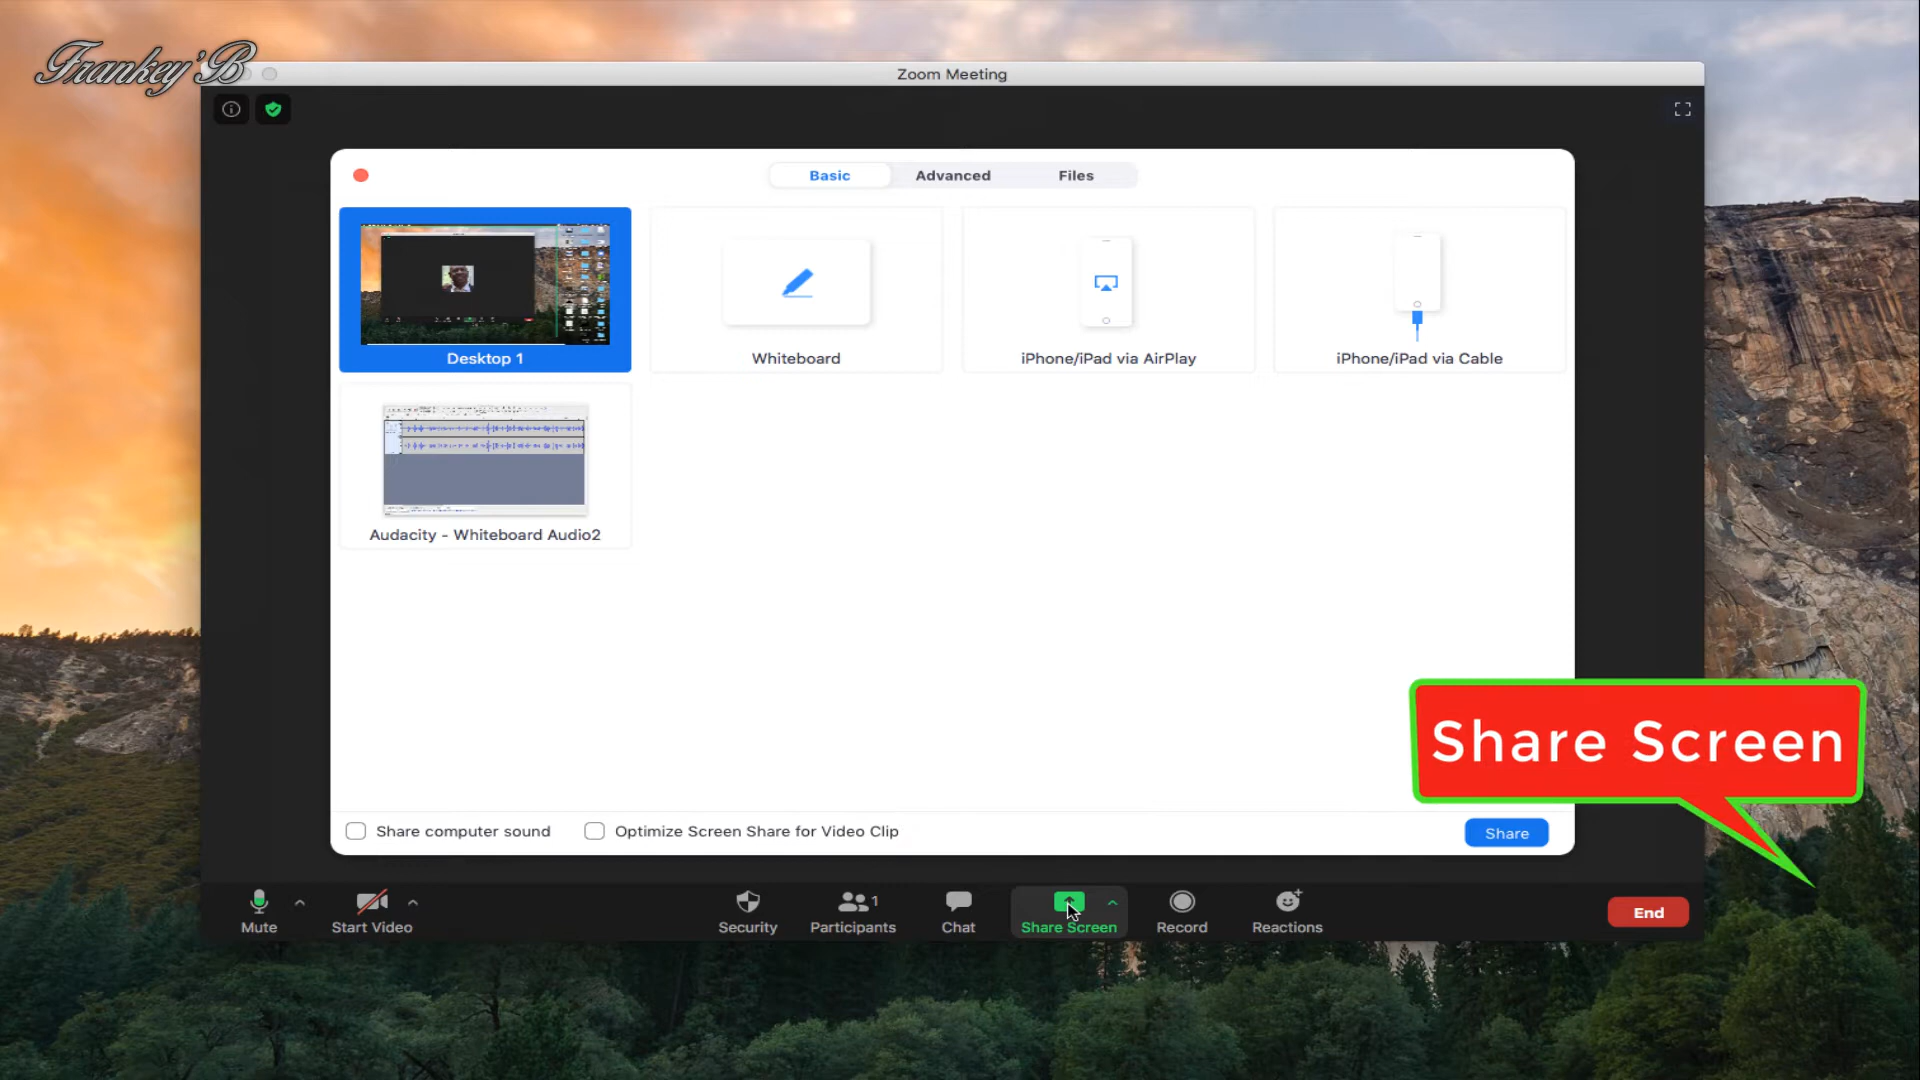 Frankey'B
Zoom Meeting
Basic
Advanced
Files
Desktop 1
Whiteboard
iPhone/iPad via AirPlay
iPhone/iPad via Cable
Audacity - Whiteboard Audio2
Share Screen
Share computer sound
Optimize Screen Share for Video Clip
Share
Mute
Start Video
Security
1
Participants
Chat
Share Screen
Record
Reactions
End